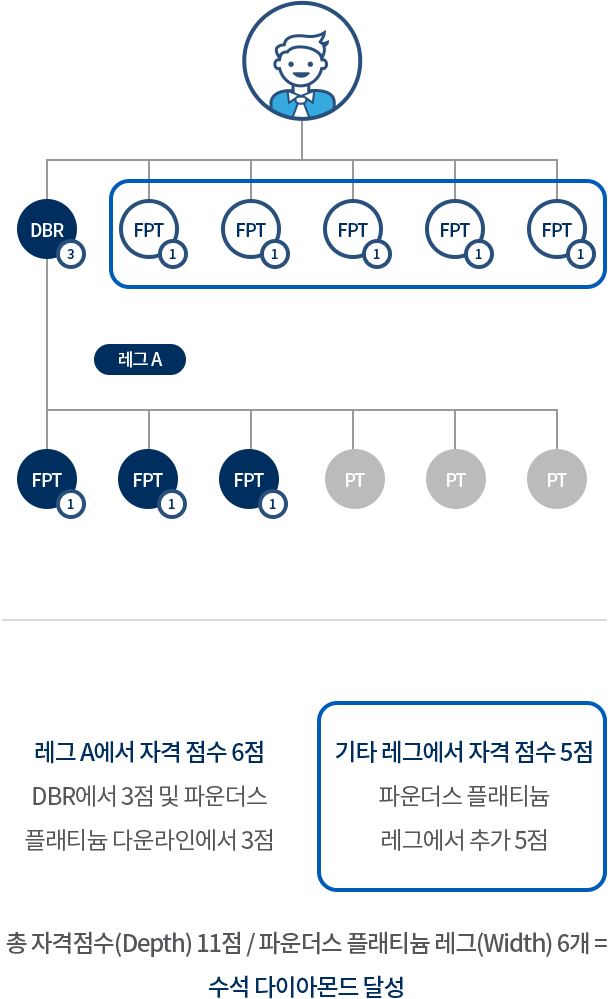 DBR FPT FPT FPT FPT FPT
3 1 1 1 1 1
레그 A
FPT FPT FPT PT PT PT
1 1 1
레그 A에서 자격 점수 6점
DBR에서 3점 및 파운더스
플래티늄 다운라인에서 3점
기타 레그에서 자격 점수 5점
파운더스 플래티늄
레그에서 추가 5점
총 자격점수(Depth) 11점 / 파운더스 플래티늄 레그(Width) 6개 =
수석 다이아몬드 달성